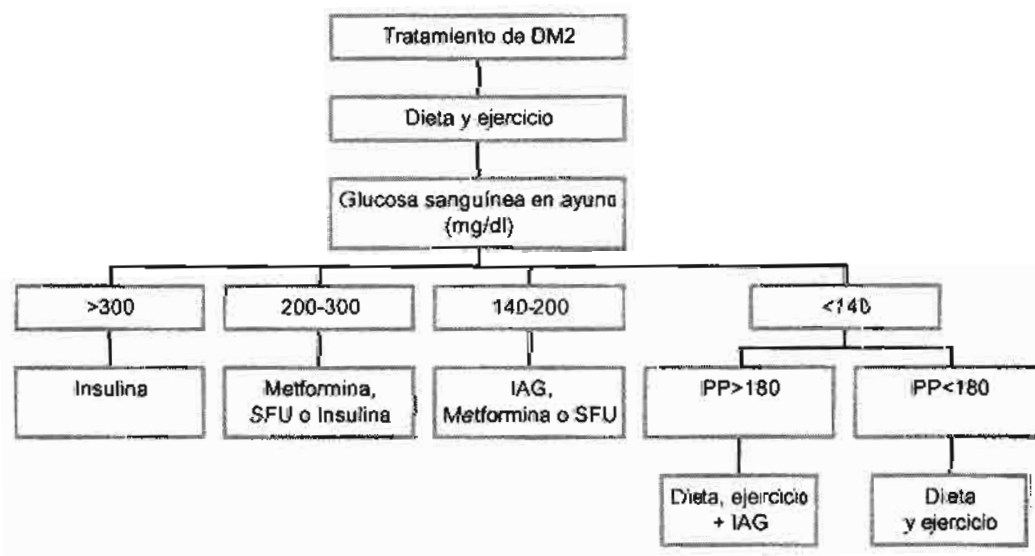 Tratamiento de DM2
Dieta y ejercicio
Glucosa sanguínea en ayuno
(mg/dl)
>300
200-300
140-200
<140
Insulina
Metformina,
SFU o Insulina
IAG,
Metformina o SFU
PP>180
PP<180
Dieta, ejercicio
+ IAG
Dieta
y ejercicio